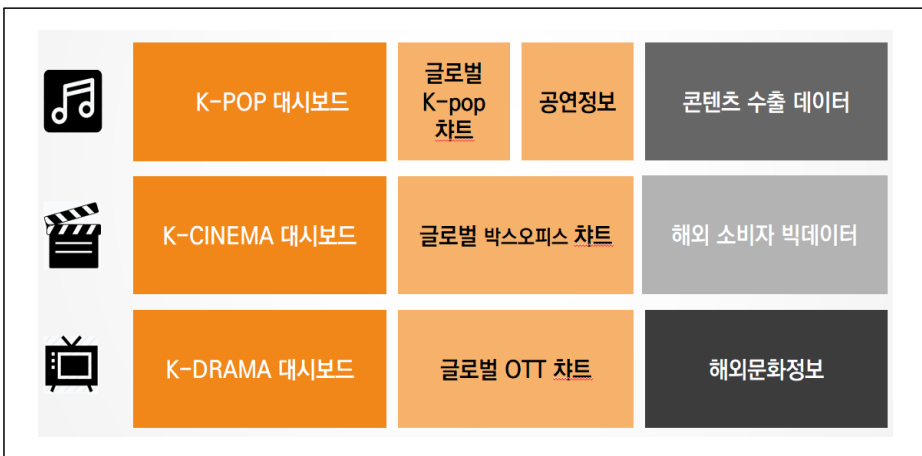 K-POP 대시보드
글로벌
K-pop
챠트
공연정보
콘텐츠 수출 데이터
K-CINEMA 대시보드
글로벌 박스오피스 챠트
해외 소비자 빅데이터
K-DRAMA 대시보드
글로벌 OTT 챠트
해외문화정보